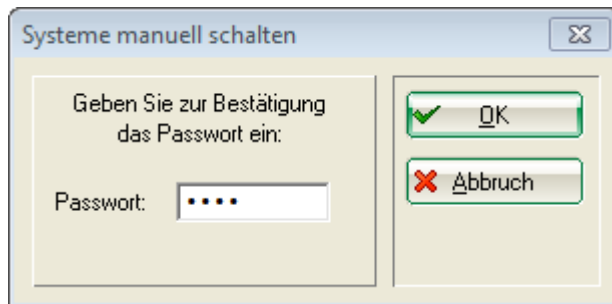 Systeme manuell schalten
Geben Sie zur Bestätigung
das Passwort ein:
Passwort: ••••
OK
Abbruch